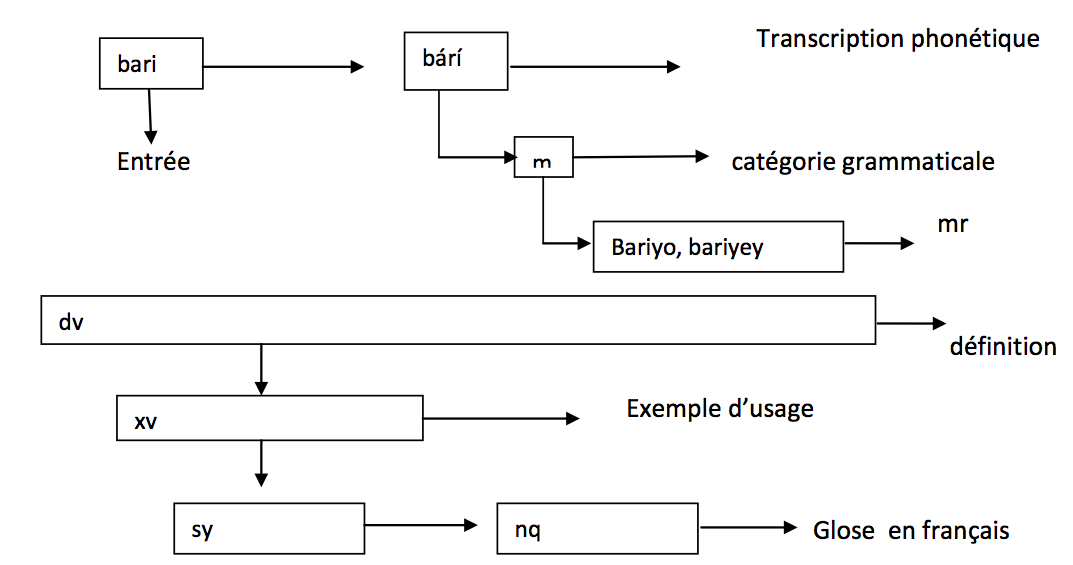 Transcription phonétique
bari
bárí
Entrée
m
catégorie grammaticale
mr
Bariyo, bariyey
dv
définition
xv
Exemple d’usage
sy
nq
Glose en français